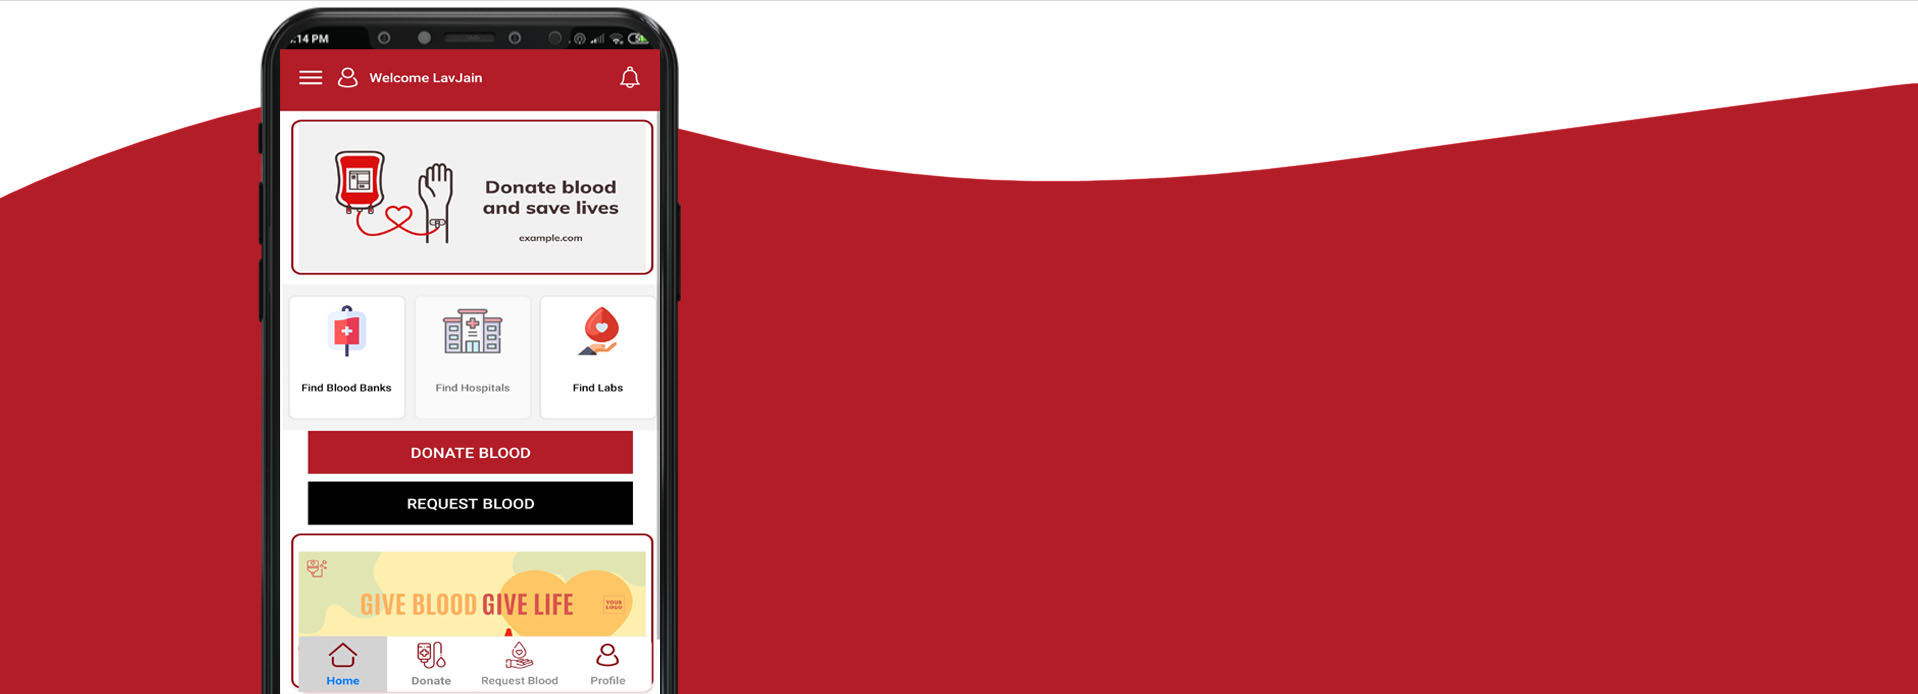 :14 PM
Welcome LavJain
Donate blood
and save lives
example.com
Find Blood Banks
Find Hospitals
Find Labs
DONATE BLOOD
REQUEST BLOOD
GIVE BLOOD GIVE LIFE
YOUR
LOGO
Home
Donate
Request Blood
Profile